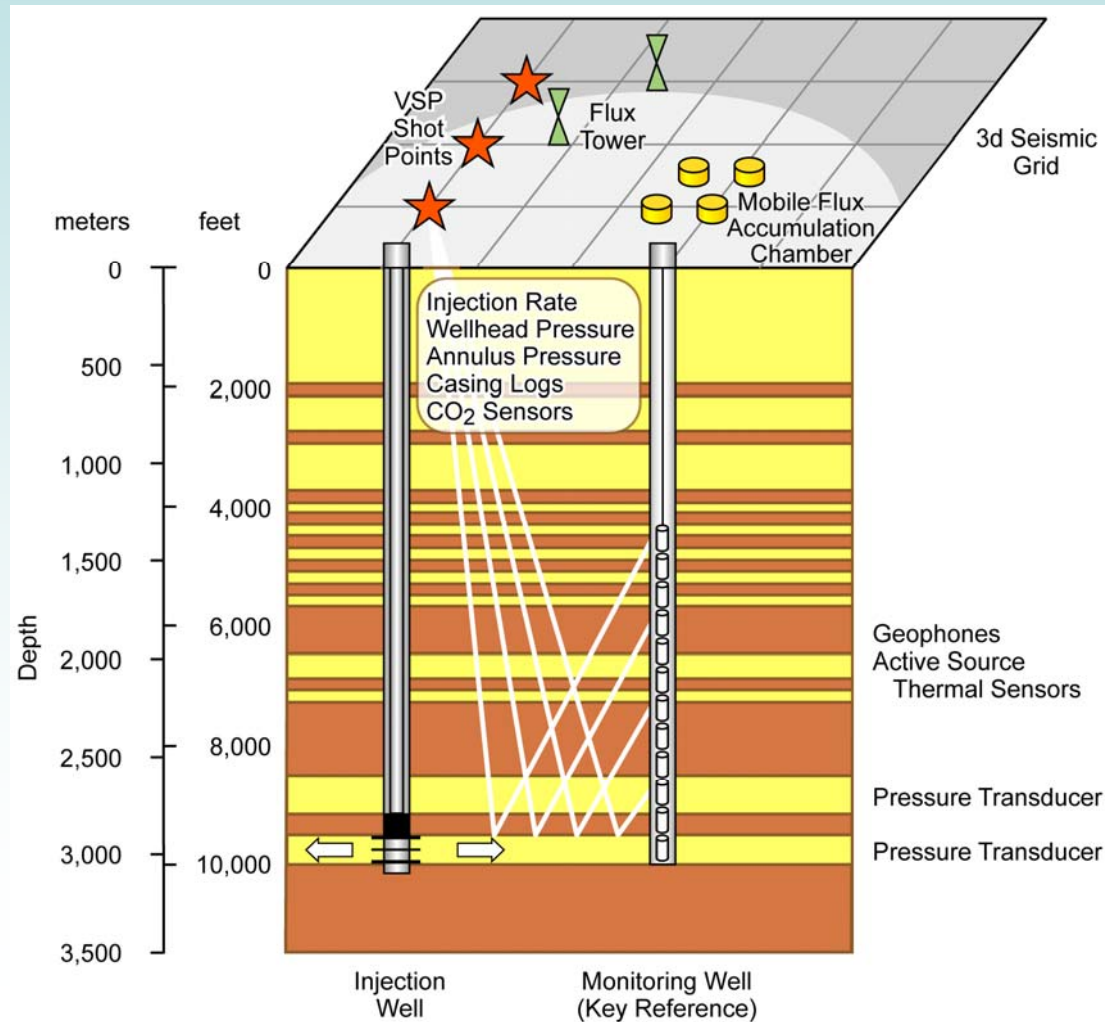 VSP
Shot
Points
Flux
Tower
3d Seismic
Grid
Mobile Flux
Accumulation
Chamber
meters
feet
0
500
1,000
1,500
2,000
2,500
3,000
3,500
Depth
0
2,000
4,000
6,000
8,000
10,000
Injection Rate
Wellhead Pressure
Annulus Pressure
Casing Logs
CO₂ Sensors
Geophones
Active Source
Thermal Sensors
Pressure Transducer
Pressure Transducer
Injection
Well
Monitoring Well
(Key Reference)